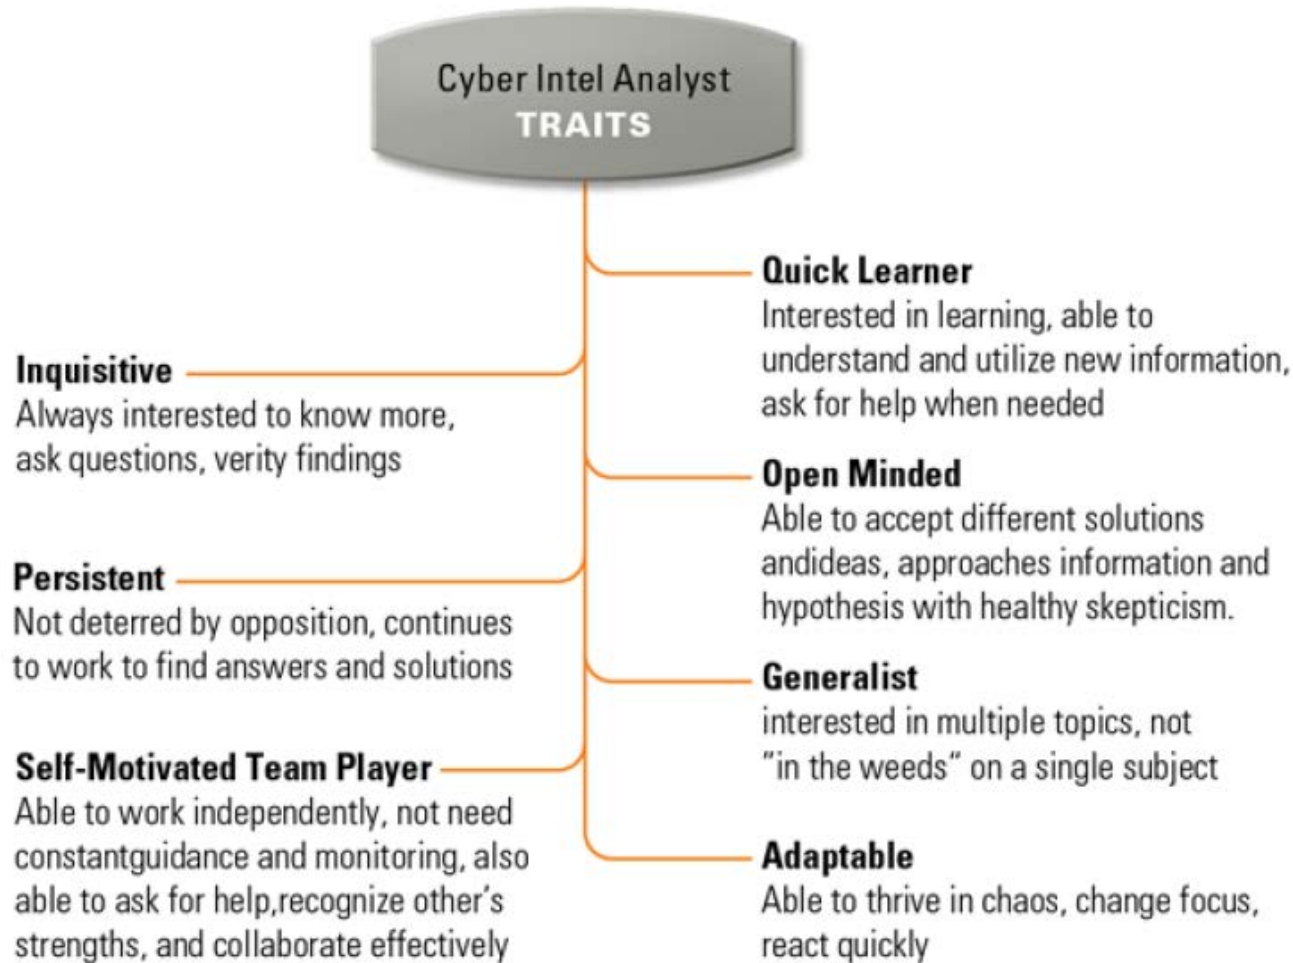 Cyber Intel Analyst
TRAITS
Inquisitive
Always interested to know more,
ask questions, verity findings
Persistent
Not deterred by opposition, continues
to work to find answers and solutions
Self-Motivated Team Player
Able to work independently, not need
constantguidance and monitoring, also
able to ask for help,recognize other's
strengths, and collaborate effectively
Quick Learner
Interested in learning, able to
understand and utilize new information,
ask for help when needed
Open Minded
Able to accept different solutions
andideas, approaches information and
hypothesis with healthy skepticism.
Generalist
interested in multiple topics, not
"in the weeds" on a single subject
Adaptable
Able to thrive in chaos, change focus,
react quickly